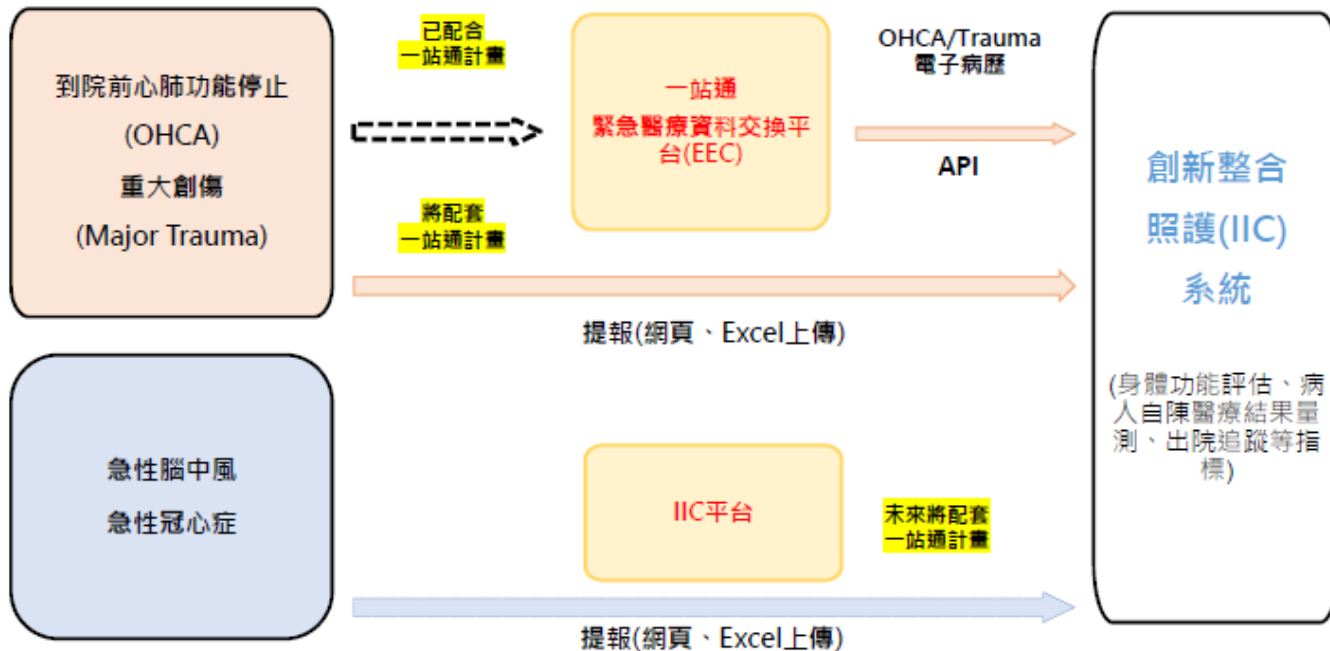 到院前心肺功能停止
(OHCA)
重大創傷
(Major Trauma)
已配合
一站通計畫
將配套
一站通計畫
一站通
緊急醫療資料交換平
台(EEC)
OHCA/Trauma
電子病歷
API
提報(網頁、Excel上傳)
創新整合
照護(IIC)
系統
(身體功能評估、病
人自陳醫療結果量
測、出院追蹤等指
標)
急性腦中風
急性冠心症
IIC平台
未來將配套
一站通計畫
提報(網頁、Excel上傳)